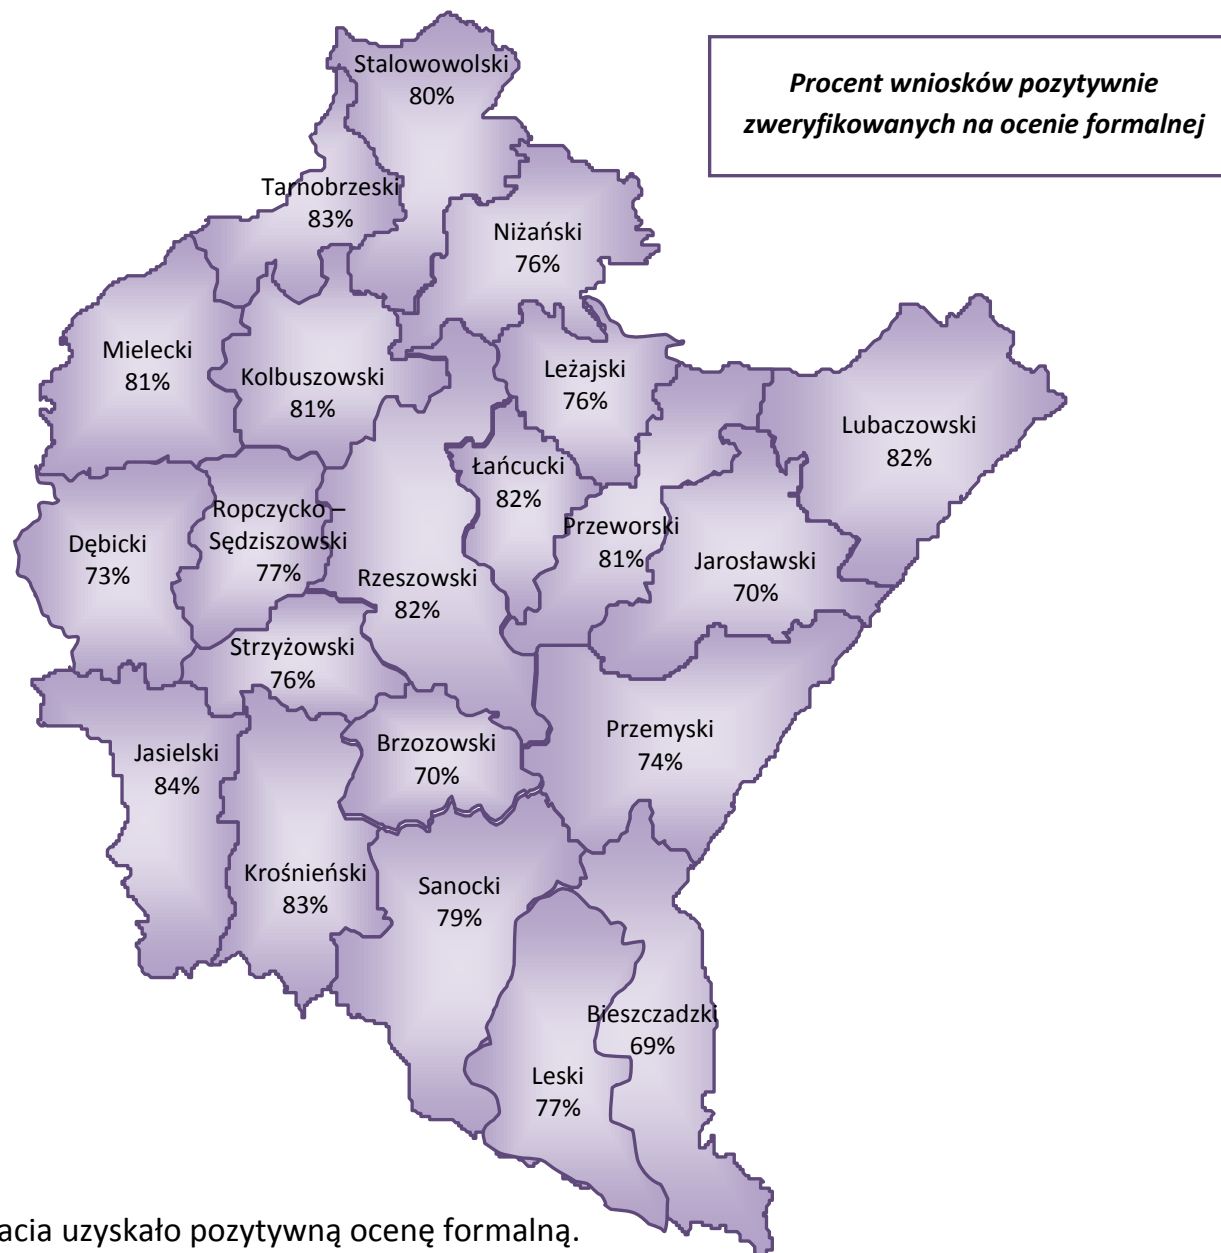 Procent wniosków pozytywnie
zweryfikowanych na ocenie formalnej
Stalowowolski
80%
Tarnobrzeski
83%
Niżański
76%
Mielecki
81%
Kolbuszowski
81%
Leżajski
76%
Lubaczowski
82%
Łańcucki
82%
Ropczycko –
Sędziszowski
77%
Dębicki
73%
Przeworski
81%
Jarosławski
70%
Rzeszowski
82%
Strzyżowski
76%
Przemyski
74%
Jasielski
84%
Brzozowski
70%
Krośnieński
83%
Sanocki
79%
Bieszczadzki
69%
Leski
77%
acia uzyskało pozytywną ocenę formalną.